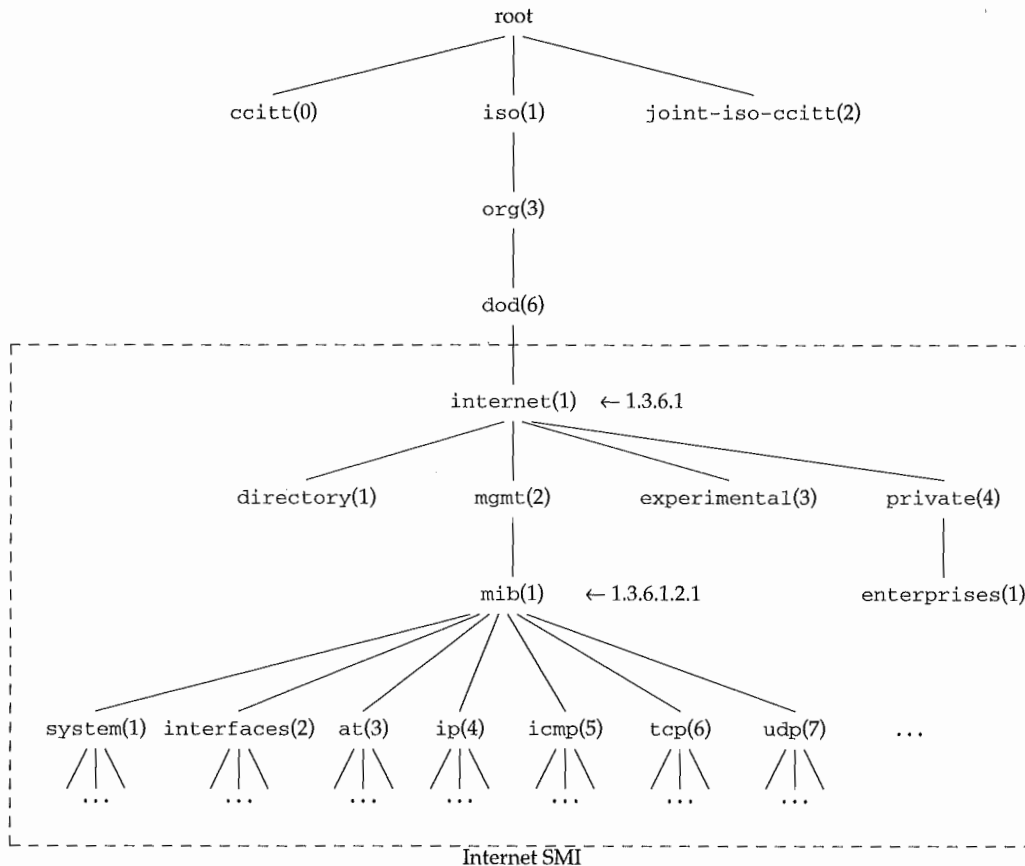 root
ccitt(0) iso(1) joint-iso-ccitt(2)
org(3)
dod(6)
internet(1) ← 1.3.6.1
directory(1) mgmt(2) experimental(3) private(4)
mib(1) ← 1.3.6.1.2.1 enterprises(1)
system(1) interfaces(2) at(3) ip(4) icmp(5) tcp(6) udp(7) ...
... ... ... ... ... ... ...
Internet SMI